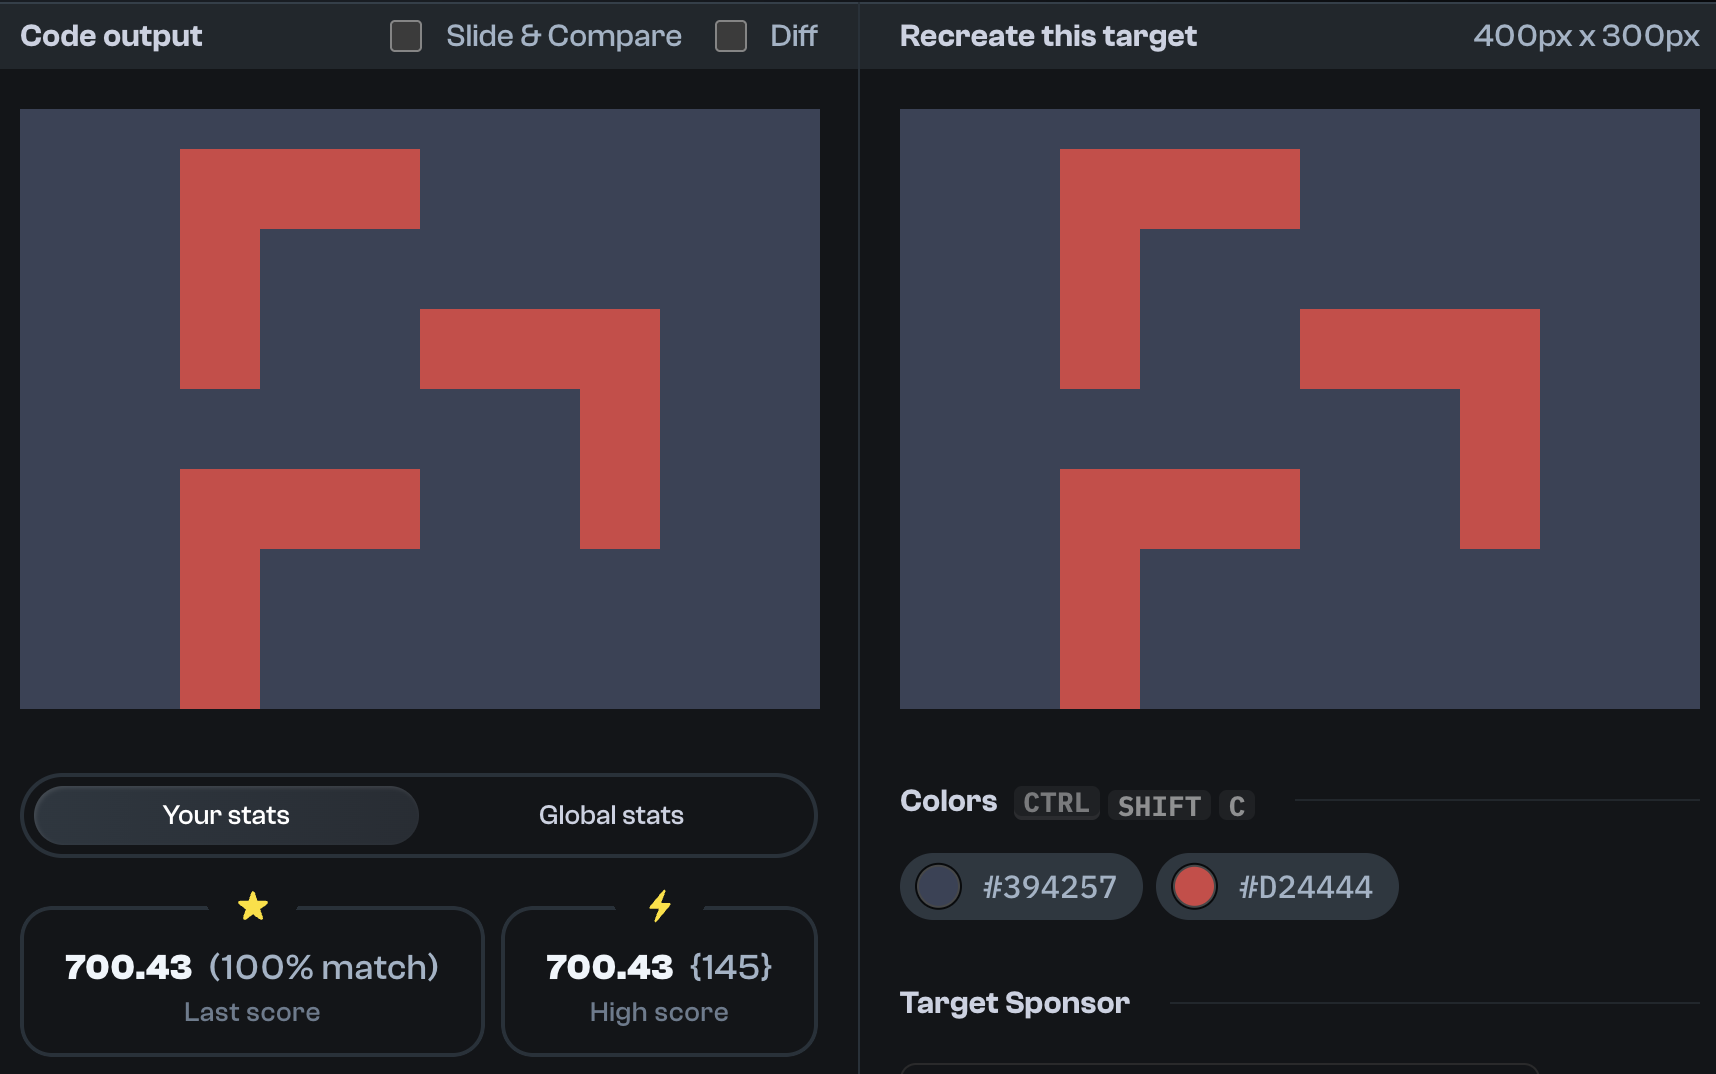 Code output
Slide & Compare
Diff
Recreate this target
400px x 300px
Your stats
Global stats
700.43 (100% match)
Last score
700.43 {145}
High score
Colors CTRL SHIFT C
#394257
#D24444
Target Sponsor